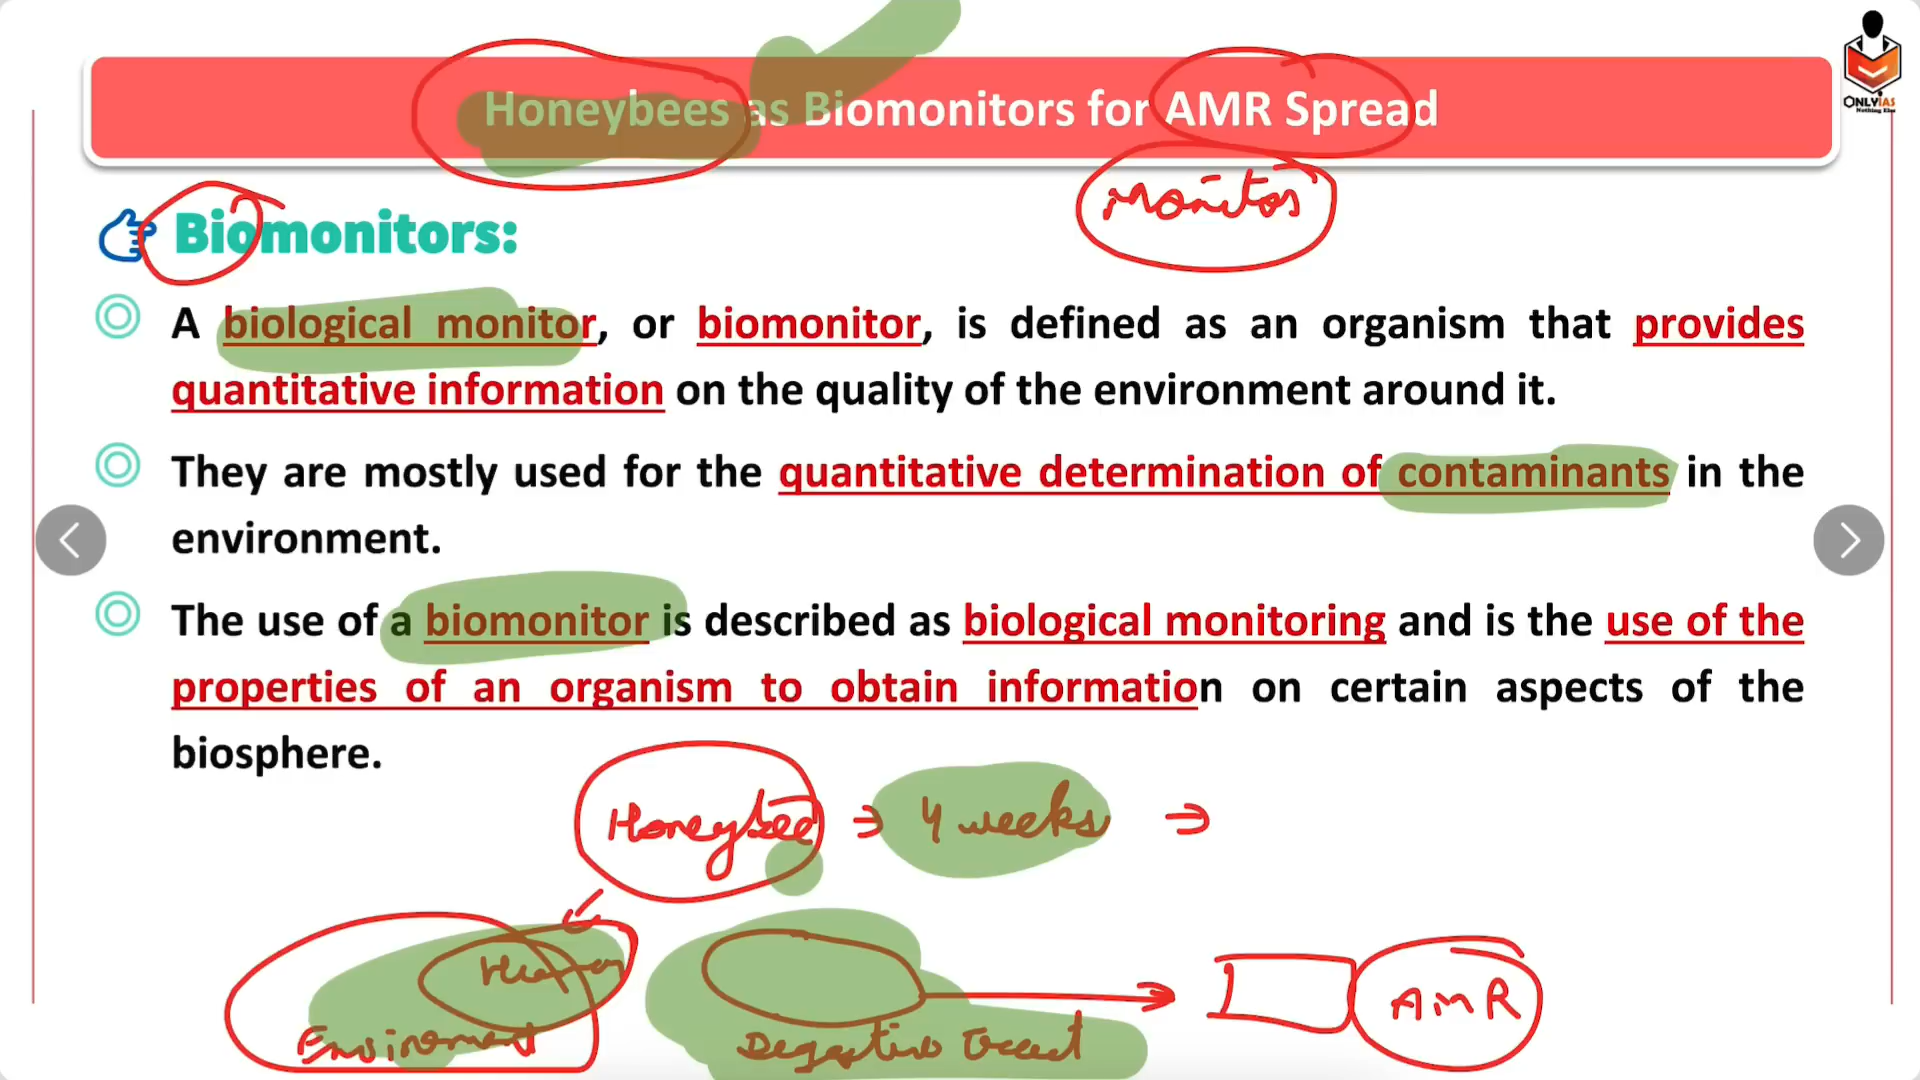 Honeybees as Biomonitors for AMR Spread
ONLYIAS
Nothing Else
Monitor
Biomonitors:
A biological monitor, or biomonitor, is defined as an organism that provides
quantitative information on the quality of the environment around it.
They are mostly used for the quantitative determination of contaminants in the
environment.
The use of a biomonitor is described as biological monitoring and is the use of the
properties of an organism to obtain information on certain aspects of the
biosphere.
Honeybee → 4 weeks →
Human
AMR
Environment
Digestive Tract